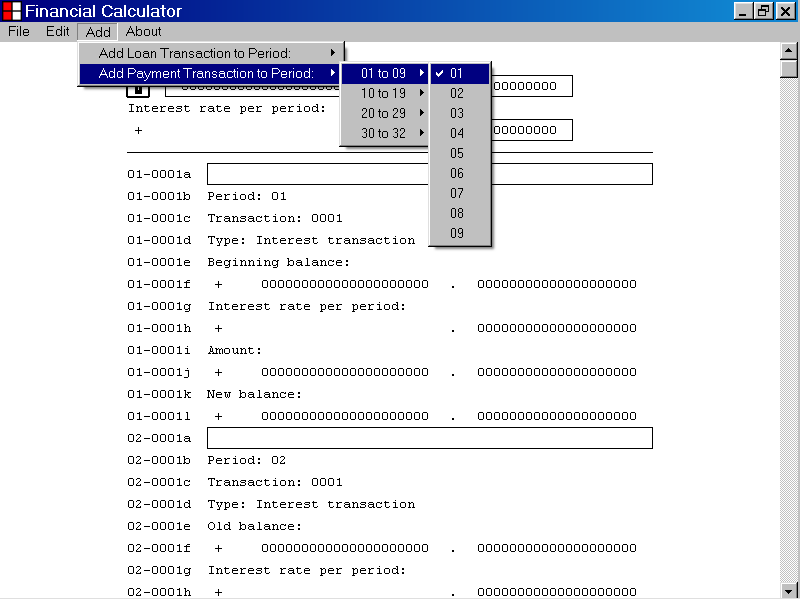 Financial Calculator
File Edit Add About
Add Loan Transaction to Period:
Add Payment Transaction to Period: 01 to 09 ✓ 01
10 to 19 02
20 to 29 03
30 to 32 04
05
06
07
08
09
00000000
Interest rate per period:
+ 00000000
01-0001a
01-0001b Period: 01
01-0001c Transaction: 0001
01-0001d Type: Interest transaction
01-0001e Beginning balance:
01-0001f + 000000000000000000000 . 00000000000000000000
01-0001g Interest rate per period:
01-0001h + . 00000000000000000000
01-0001i Amount:
01-0001j + 000000000000000000000 . 00000000000000000000
01-0001k New balance:
01-0001l + 000000000000000000000 . 00000000000000000000
02-0001a
02-0001b Period: 02
02-0001c Transaction: 0001
02-0001d Type: Interest transaction
02-0001e Old balance:
02-0001f + 000000000000000000000 . 00000000000000000000
02-0001g Interest rate per period:
02-0001h + . 00000000000000000000